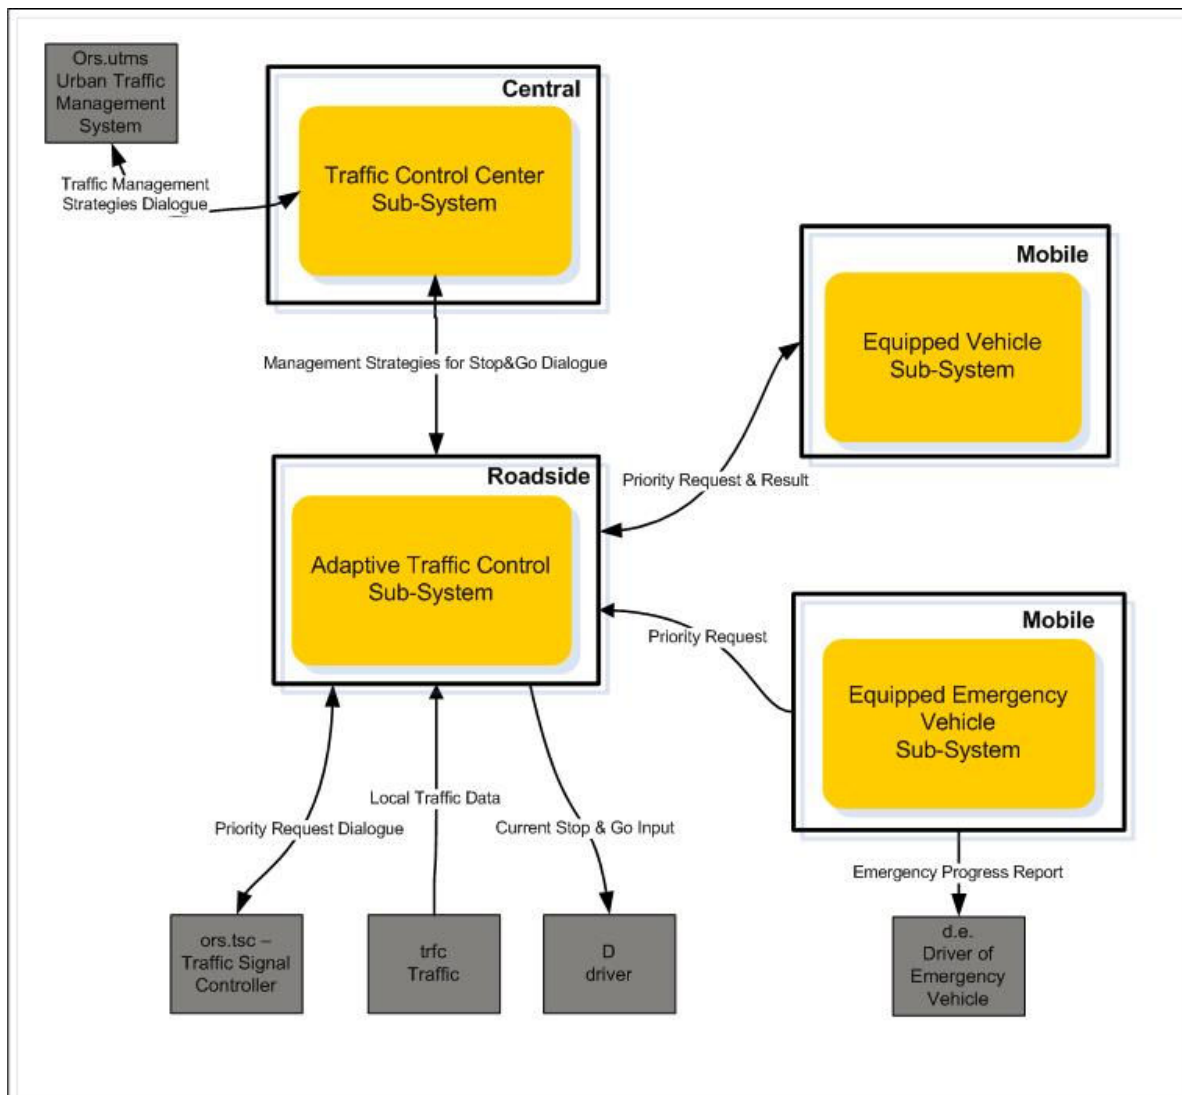 Ors.utms
Urban Traffic
Management
System
Traffic Management
Strategies Dialogue
Central
Traffic Control Center
Sub-System
Management Strategies for Stop&Go Dialogue
Mobile
Equipped Vehicle
Sub-System
Priority Request & Result
Roadside
Adaptive Traffic Control
Sub-System
Priority Request
Mobile
Equipped Emergency
Vehicle
Sub-System
Priority Request Dialogue
Local Traffic Data
Current Stop & Go Input
Emergency Progress Report
ors.tsc –
Traffic Signal
Controller
trfc
Traffic
D
driver
d.e.
Driver of
Emergency
Vehicle